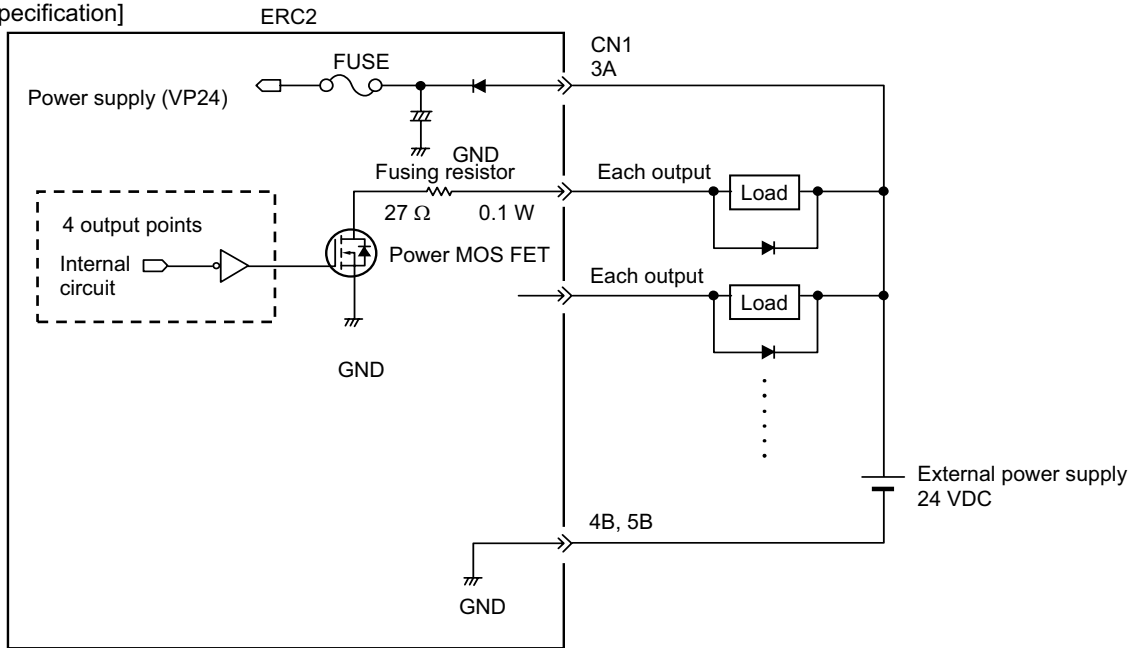 pecification]
ERC2
CN1
3A
FUSE
Power supply (VP24)
GND
Fusing resistor
Each output
Load
27 Ω 0.1 W
4 output points
Internal
circuit
Power MOS FET
Each output
Load
GND
External power supply
24 VDC
4B, 5B
GND